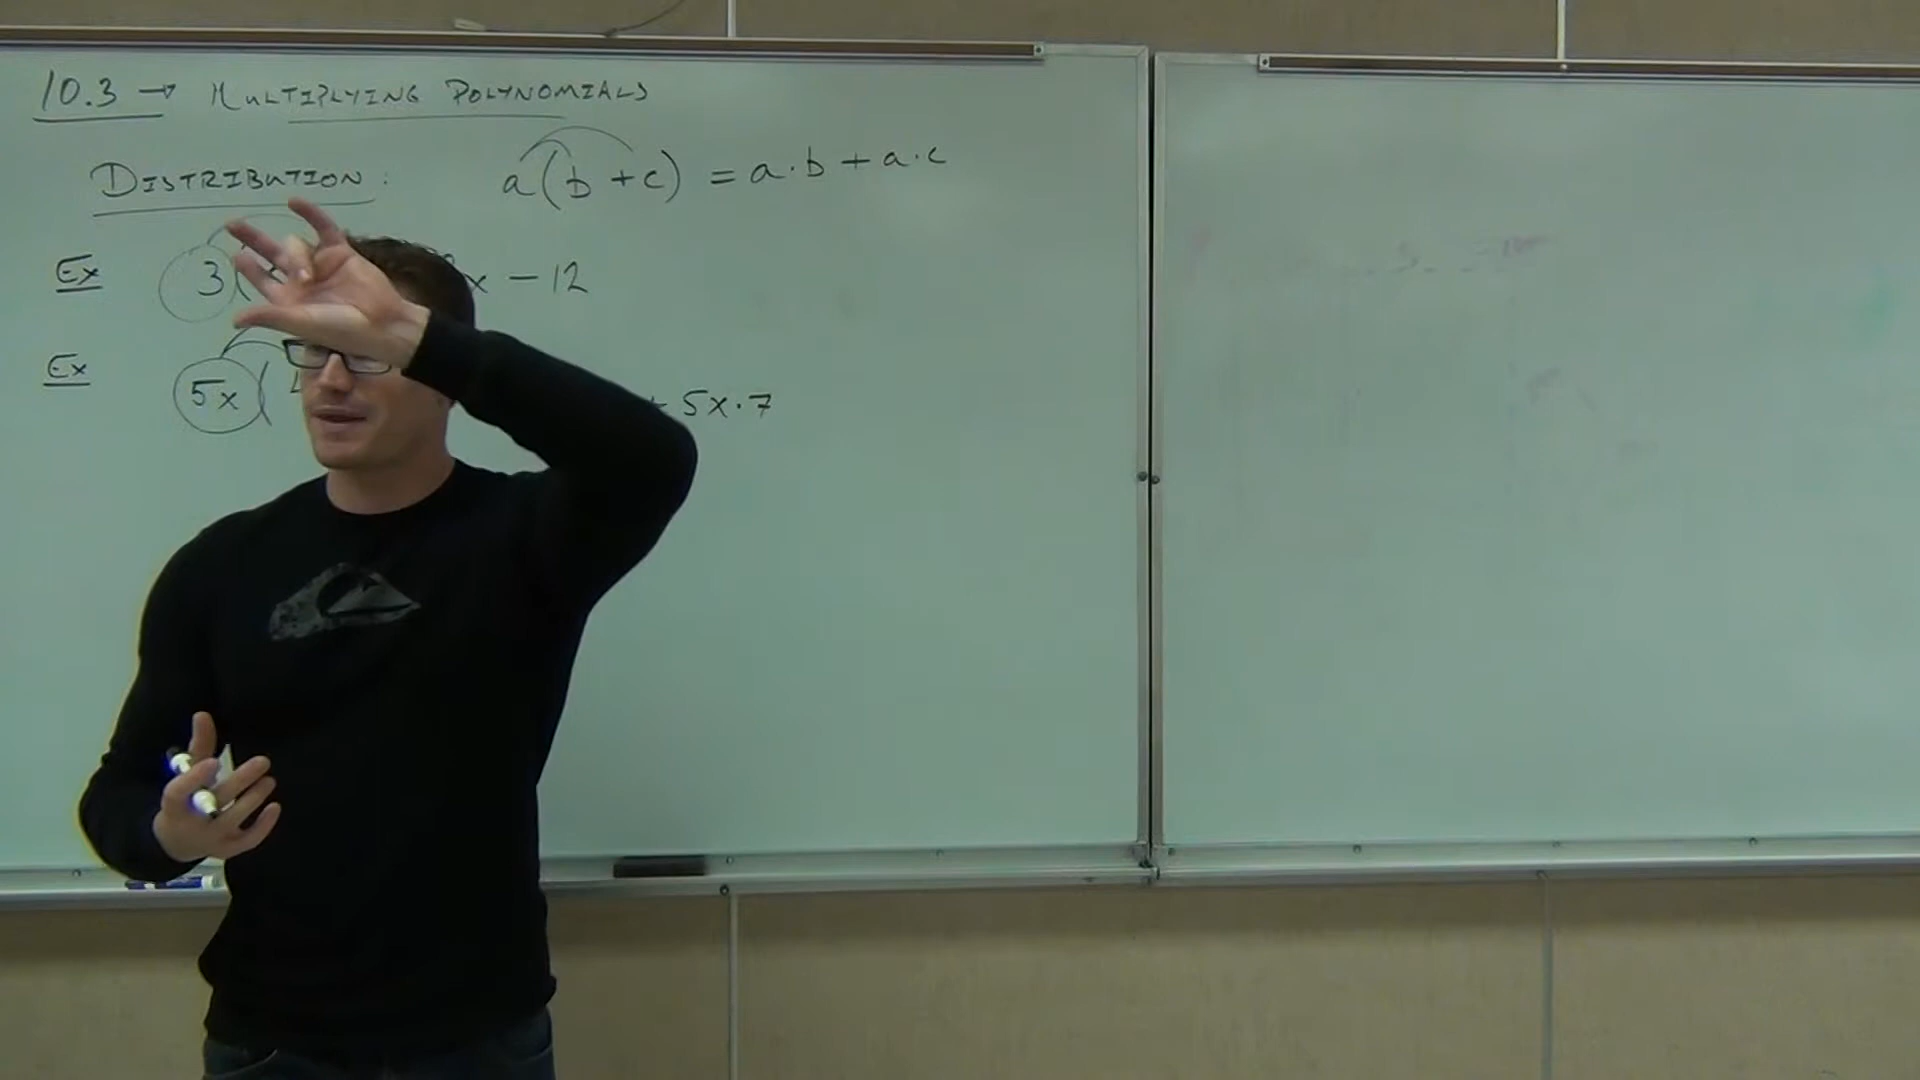 10.3 → MULTIPLYING POLYNOMIALS
DISTRIBUTION: a(b + c) = a·b + a·c
Ex 3( x − 12
Ex 5x( + 5x·7